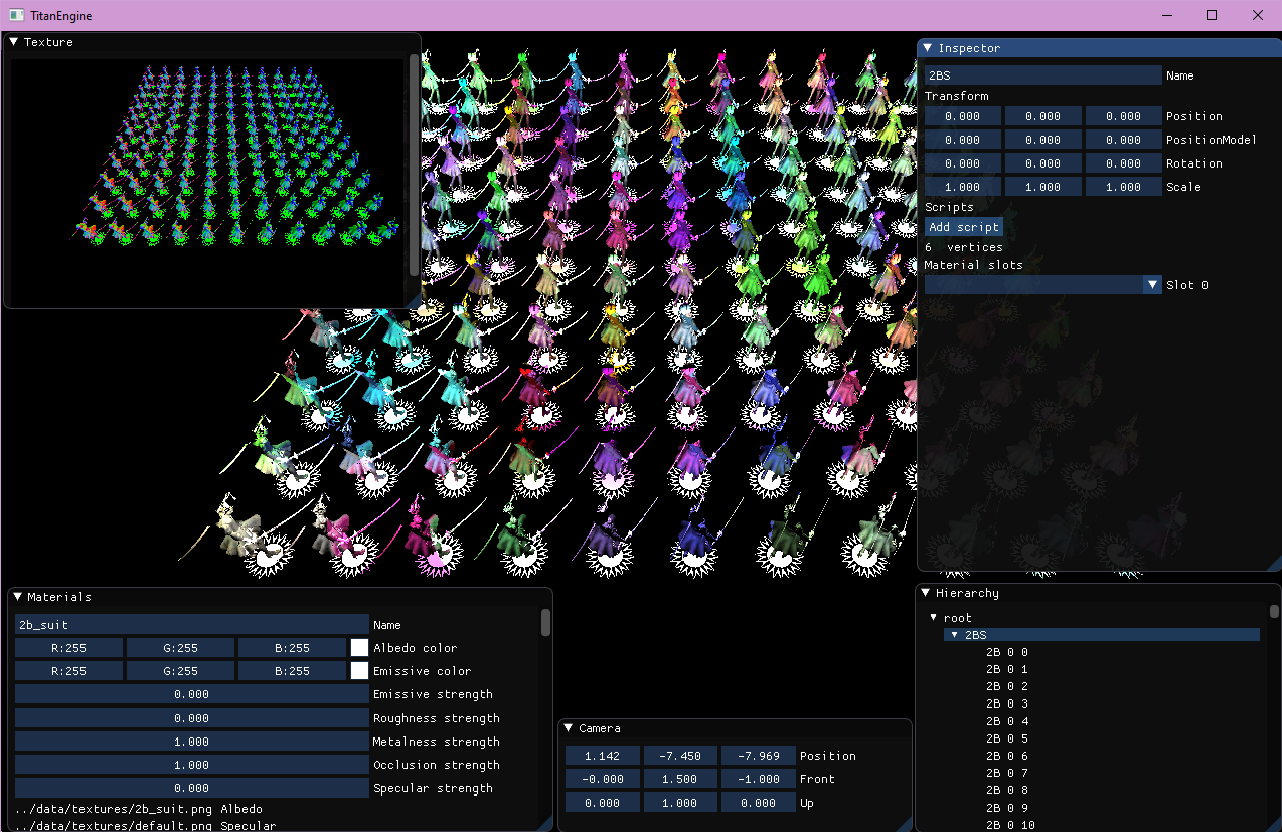 TitanEngine
Texture
Inspector
2BS Name
Transform
0.000 0.000 0.000 Position
0.000 0.000 0.000 PositionModel
0.000 0.000 0.000 Rotation
1.000 1.000 1.000 Scale
Scripts
Add script
6 vertices
Material slots
Slot 0
Materials
2b_suit Name
R:255 G:255 B:255 Albedo color
R:255 G:255 B:255 Emissive color
0.000 Emissive strength
0.000 Roughness strength
1.000 Metalness strength
1.000 Occlusion strength
0.000 Specular strength
../data/textures/2b_suit.png Albedo
../data/textures/default.png Specular
Camera
1.142 -7.450 -7.969 Position
-0.000 1.500 -1.000 Front
0.000 1.000 0.000 Up
Hierarchy
root
2BS
2B 0 0
2B 0 1
2B 0 2
2B 0 3
2B 0 4
2B 0 5
2B 0 6
2B 0 7
2B 0 8
2B 0 9
2B 0 10